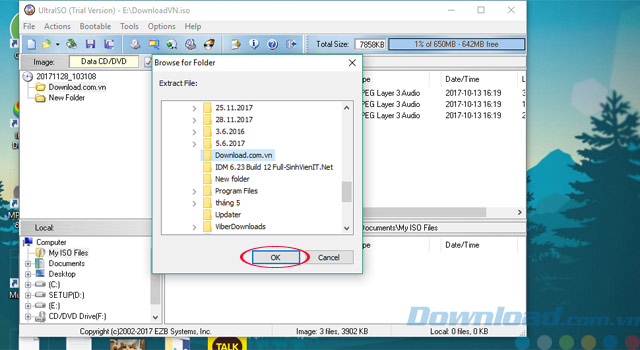 UltraISO (Trial Version) - E:\DownloadVN.iso
File Actions Bootable Tools Options Help
Total Size: 7858KB 1% of 650MB - 642MB free
Image: Data CD/DVD
20171128_103108
Download.com.vn
New Folder
Type Date/Time
PEG Layer 3 Audio 2017-10-13 16:19
PEG Layer 3 Audio 2017-10-13 16:19
PEG Layer 3 Audio 2017-10-13 16:19
Browse for Folder
Extract File:
25.11.2017
28.11.2017
3.6.2016
5.6.2017
Download.com.vn
IDM 6.23 Build 12 Full-SinhVienIT.Net
New folder
Program Files
tháng 5
Updater
ViberDownloads
OK Cancel
Local:
ocuments\My ISO Files
Computer
My ISO Files
Documents
Desktop
(C:)
SETUP(D:)
(E:)
CD/DVD Drive(F:)
Type Date/Time
Copyright (c)2002-2017 EZB Systems, Inc. Image: 3 files, 3902 KB Local: 0 files, 0 KB
Download.com.vn
TALK